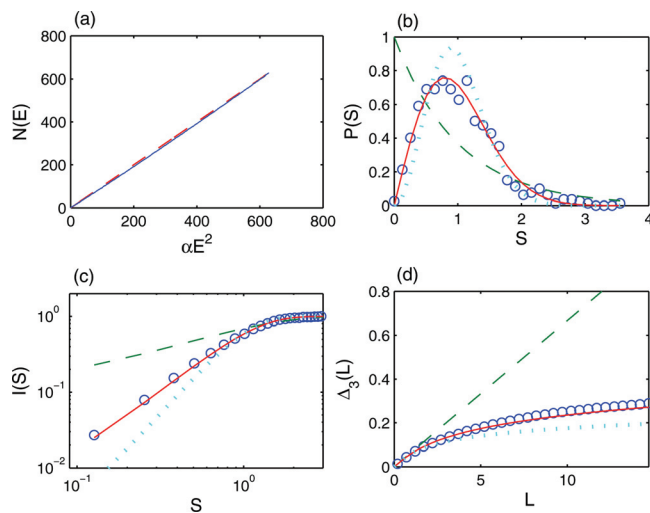 (a)
N(E)
800
600
400
200
0
0 200 400 600 800
αE²
(b)
P(S)
1
0.8
0.6
0.4
0.2
0
0 1 2 3 4
S
(c)
I(S)
10⁰
10⁻¹
10⁻²
10⁻¹ 10⁰
S
(d)
Δ₃(L)
0.8
0.6
0.4
0.2
0
0 5 10
L